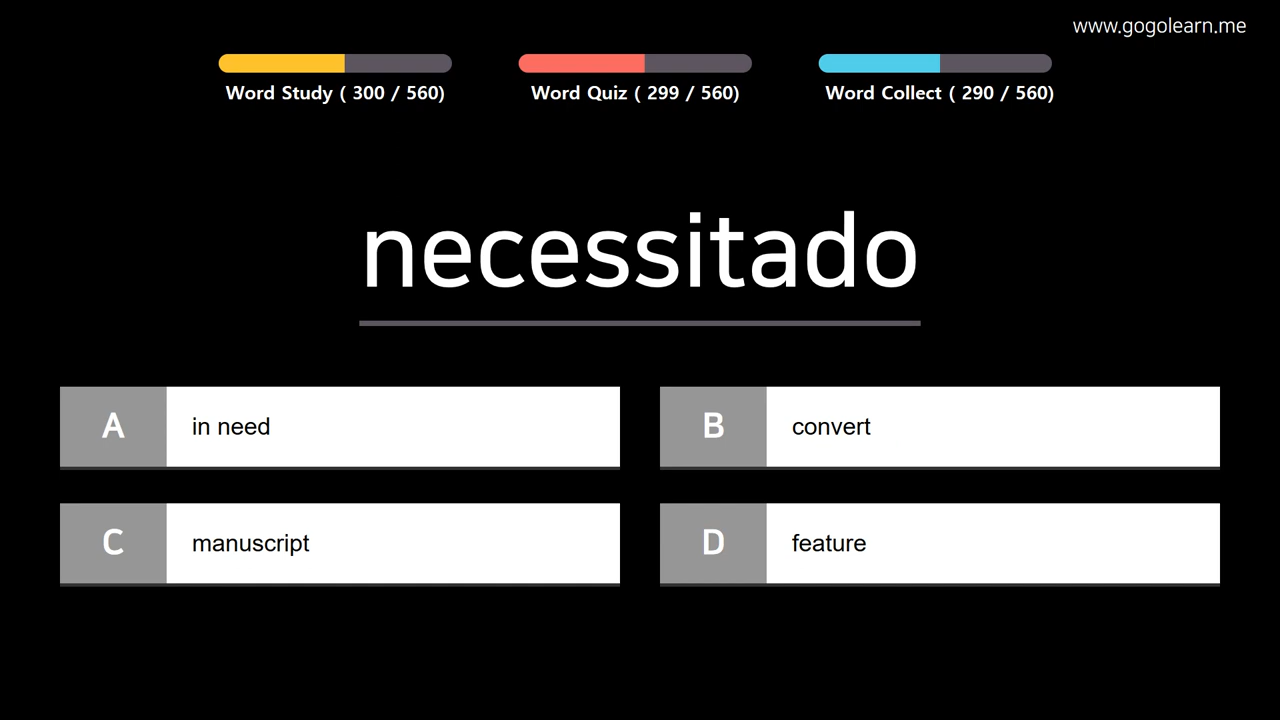 www.gogolearn.me
Word Study ( 300 / 560)
Word Quiz ( 299 / 560)
Word Collect ( 290 / 560)
necessitado
A in need
B convert
C manuscript
D feature